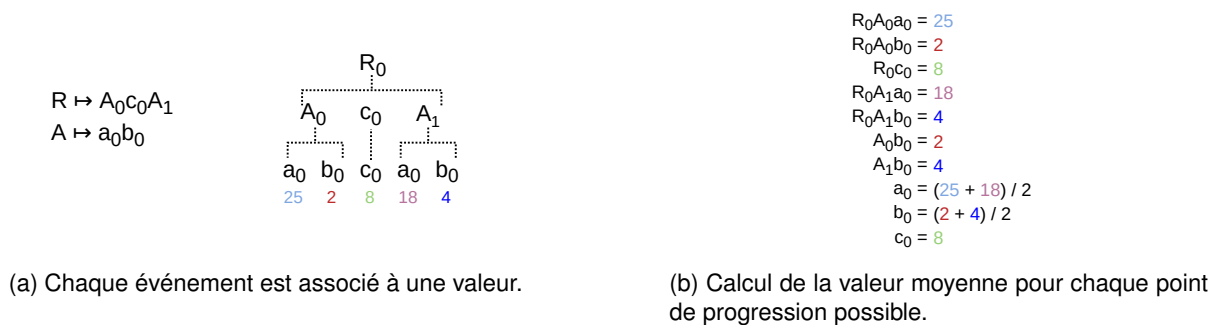 R ↦ A₀c₀A₁
A ↦ a₀b₀
R₀
A₀ c₀ A₁
a₀ b₀ c₀ a₀ b₀
25 2 8 18 4
(a) Chaque événement est associé à une valeur.
R₀A₀a₀ = 25
R₀A₀b₀ = 2
R₀c₀ = 8
R₀A₁a₀ = 18
R₀A₁b₀ = 4
A₀b₀ = 2
A₁b₀ = 4
a₀ = (25 + 18) / 2
b₀ = (2 + 4) / 2
c₀ = 8
(b) Calcul de la valeur moyenne pour chaque point
de progression possible.